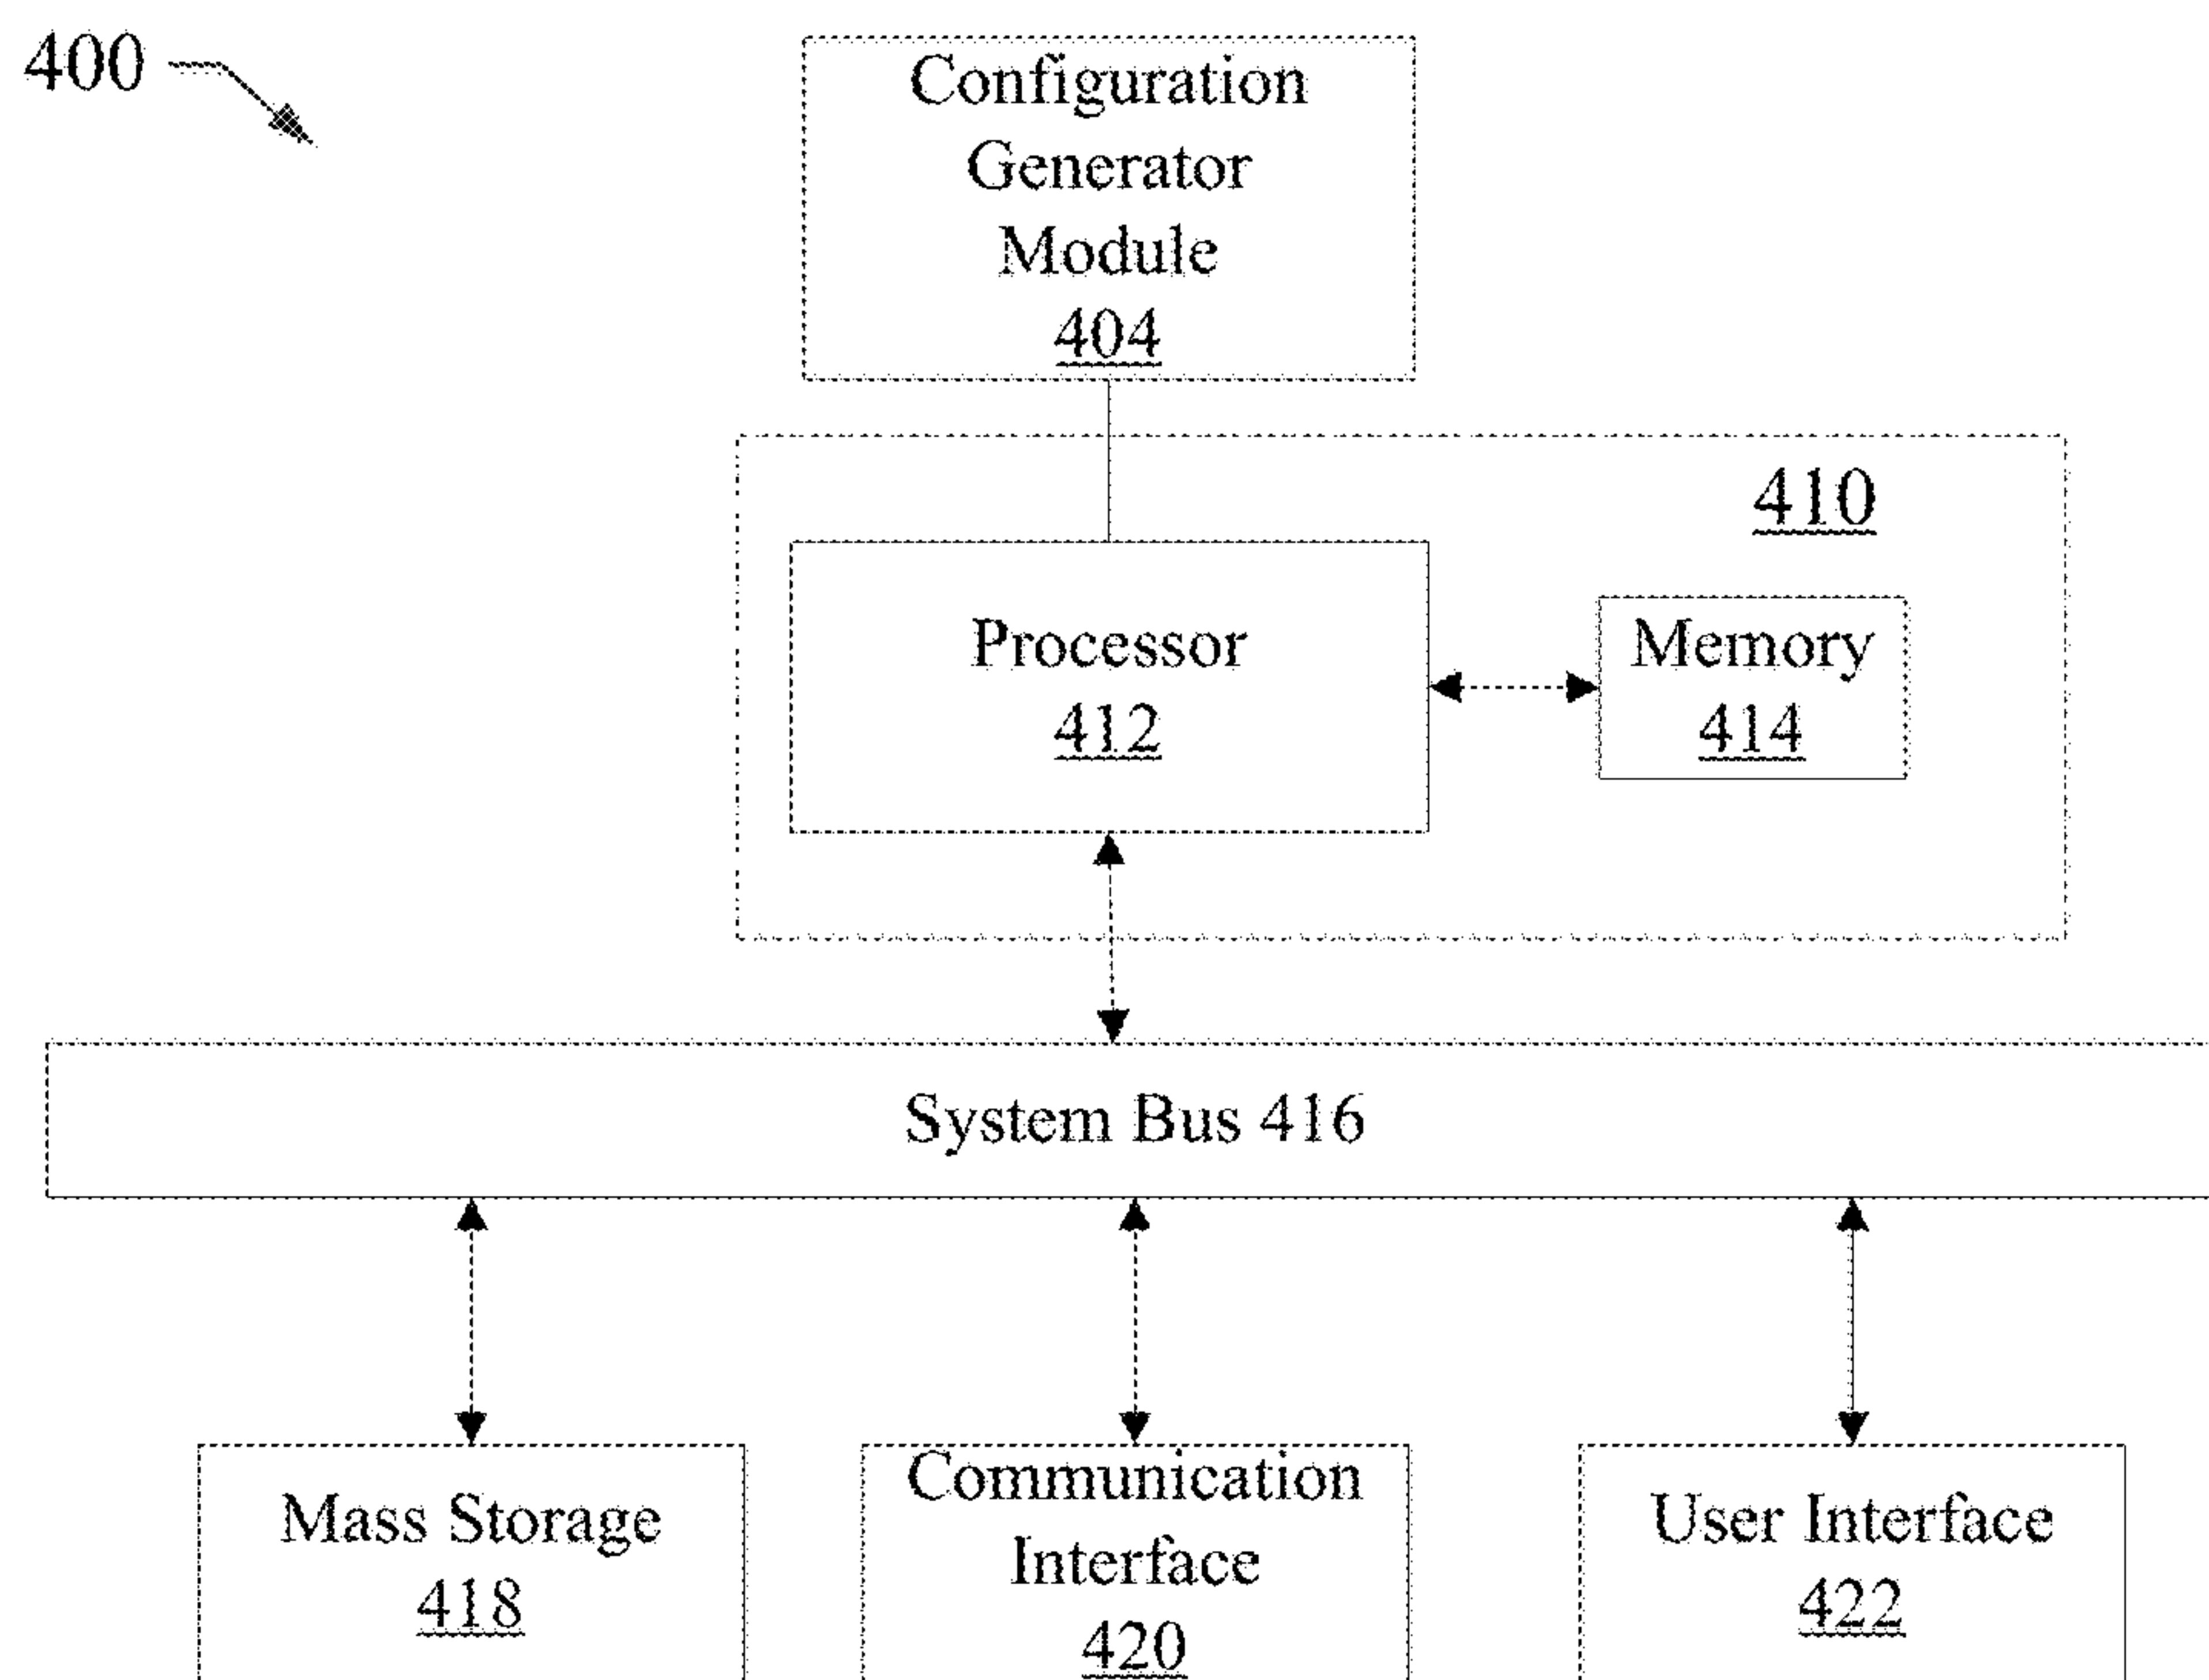 400
Configuration
Generator
Module
404
410
Processor
412
Memory
414
System Bus 416
Mass Storage
418
Communication
Interface
420
User Interface
422